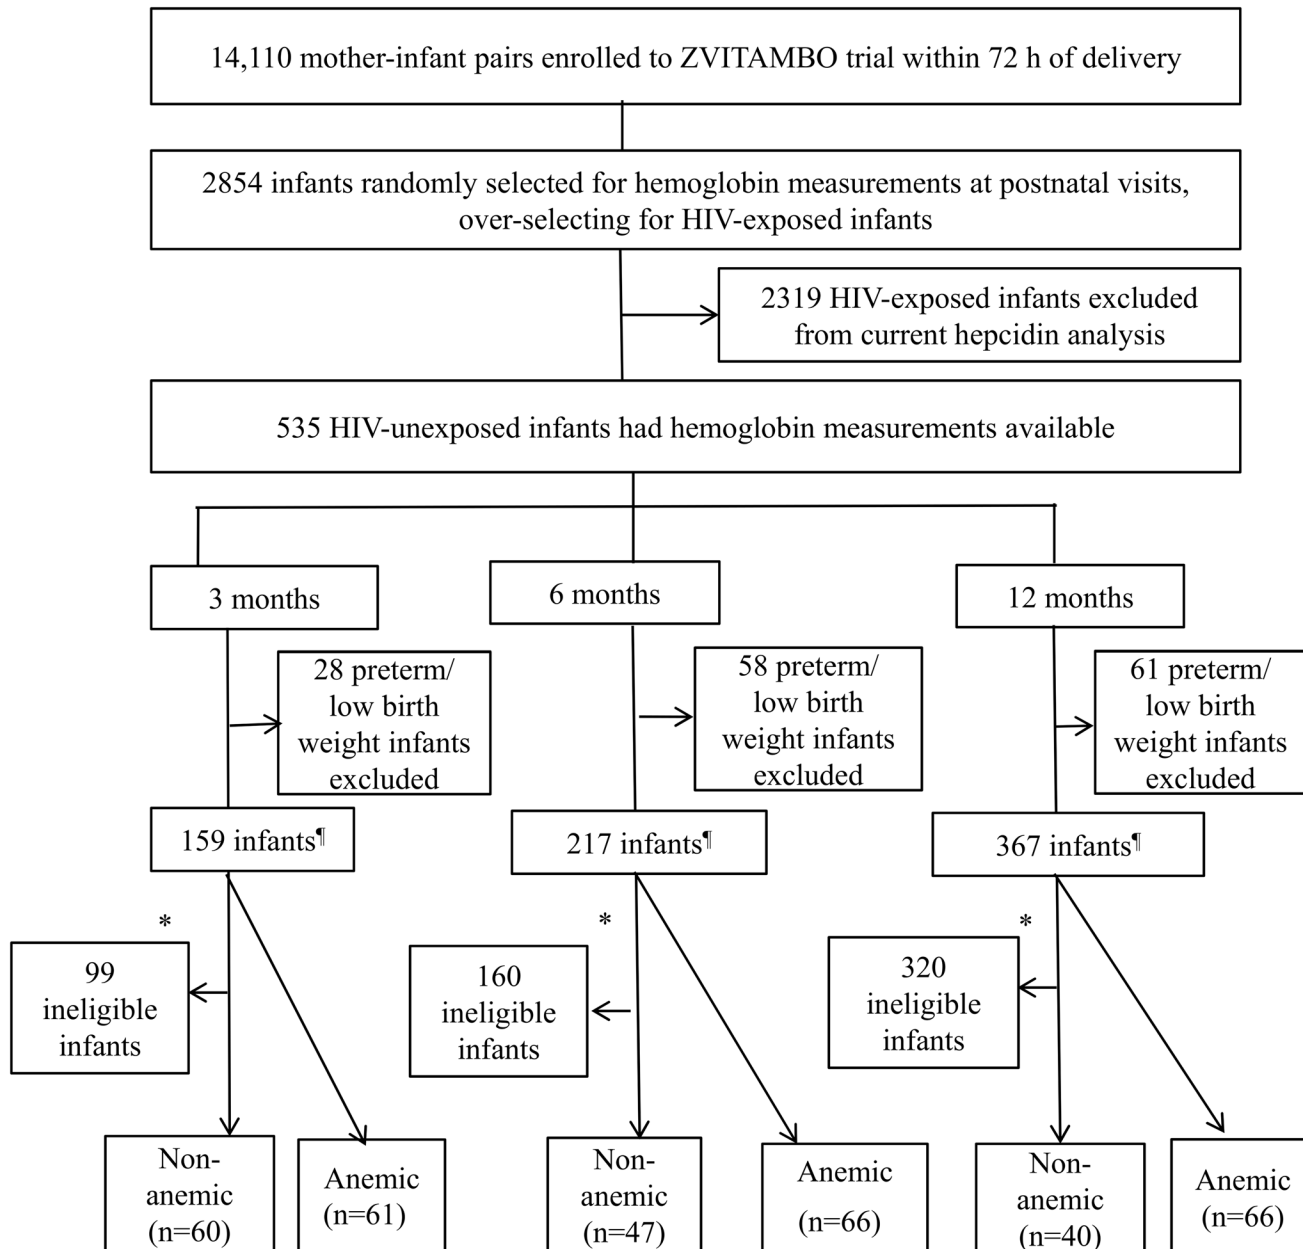 14,110 mother-infant pairs enrolled to ZVITAMBO trial within 72 h of delivery
2854 infants randomly selected for hemoglobin measurements at postnatal visits,
over-selecting for HIV-exposed infants
2319 HIV-exposed infants excluded
from current hepcidin analysis
535 HIV-unexposed infants had hemoglobin measurements available
3 months
6 months
12 months
28 preterm/
low birth
weight infants
excluded
58 preterm/
low birth
weight infants
excluded
61 preterm/
low birth
weight infants
excluded
159 infants¶
217 infants¶
367 infants¶
*
*
*
99
ineligible
infants
160
ineligible
infants
320
ineligible
infants
Non-
anemic
(n=60)
Anemic
(n=61)
Non-
anemic
(n=47)
Anemic
(n=66)
Non-
anemic
(n=40)
Anemic
(n=66)